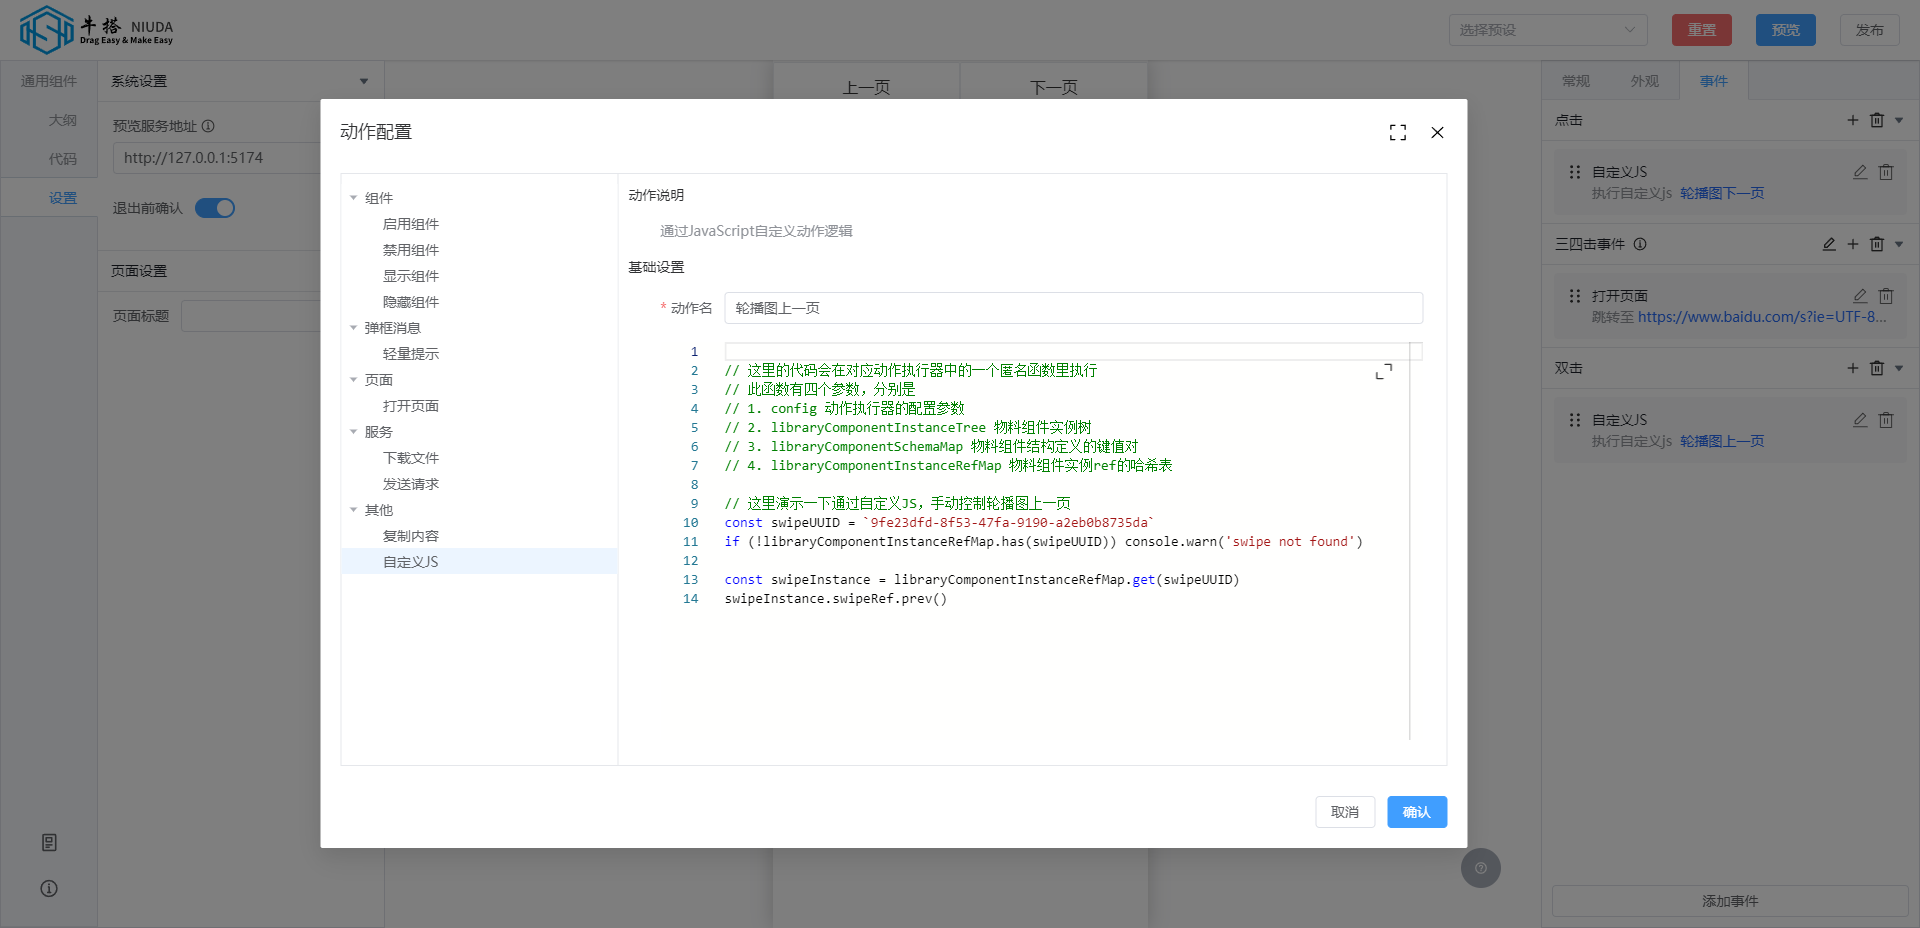 牛搭 NIUDA
Drag Easy & Make Easy
选择预设
重置
预览
发布
通用组件
大纲
代码
设置
系统设置
预览服务地址
http://127.0.0.1:5174
退出前确认
页面设置
页面标题
上一页
下一页
动作配置
组件
启用组件
禁用组件
显示组件
隐藏组件
弹框消息
轻量提示
页面
打开页面
服务
下载文件
发送请求
其他
复制内容
自定义JS
动作说明
通过JavaScript自定义动作逻辑
基础设置
* 动作名
轮播图上一页
1
2 // 这里的代码会在对应动作执行器中的一个匿名函数里执行
3 // 此函数有四个参数，分别是
4 // 1. config 动作执行器的配置参数
5 // 2. libraryComponentInstanceTree 物料组件实例树
6 // 3. libraryComponentSchemaMap 物料组件结构定义的键值对
7 // 4. libraryComponentInstanceRefMap 物料组件实例ref的哈希表
8
9 // 这里演示一下通过自定义JS，手动控制轮播图上一页
10 const swipeUUID = `9fe23dfd-8f53-47fa-9190-a2eb0b8735da`
11 if (!libraryComponentInstanceRefMap.has(swipeUUID)) console.warn('swipe not found')
12
13 const swipeInstance = libraryComponentInstanceRefMap.get(swipeUUID)
14 swipeInstance.swipeRef.prev()
取消
确认
常规
外观
事件
点击
自定义JS
执行自定义js 轮播图下一页
三四击事件
打开页面
跳转至 https://www.baidu.com/s?ie=UTF-8...
双击
自定义JS
执行自定义js 轮播图上一页
添加事件